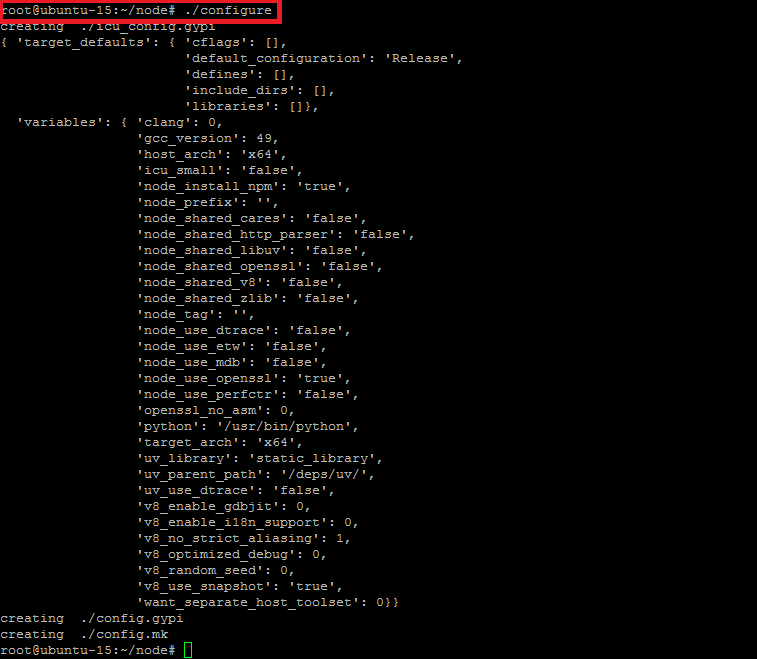 root@ubuntu-15:~/node# ./configure
creating  ./icu_config.gypi
{ 'target_defaults': { 'cflags': [],
                       'default_configuration': 'Release',
                       'defines': [],
                       'include_dirs': [],
                       'libraries': []},
  'variables': { 'clang': 0,
                 'gcc_version': 49,
                 'host_arch': 'x64',
                 'icu_small': 'false',
                 'node_install_npm': 'true',
                 'node_prefix': '',
                 'node_shared_cares': 'false',
                 'node_shared_http_parser': 'false',
                 'node_shared_libuv': 'false',
                 'node_shared_openssl': 'false',
                 'node_shared_v8': 'false',
                 'node_shared_zlib': 'false',
                 'node_tag': '',
                 'node_use_dtrace': 'false',
                 'node_use_etw': 'false',
                 'node_use_mdb': 'false',
                 'node_use_openssl': 'true',
                 'node_use_perfctr': 'false',
                 'openssl_no_asm': 0,
                 'python': '/usr/bin/python',
                 'target_arch': 'x64',
                 'uv_library': 'static_library',
                 'uv_parent_path': '/deps/uv/',
                 'uv_use_dtrace': 'false',
                 'v8_enable_gdbjit': 0,
                 'v8_enable_i18n_support': 0,
                 'v8_no_strict_aliasing': 1,
                 'v8_optimized_debug': 0,
                 'v8_random_seed': 0,
                 'v8_use_snapshot': 'true',
                 'want_separate_host_toolset': 0}}
creating  ./config.gypi
creating  ./config.mk
root@ubuntu-15:~/node#